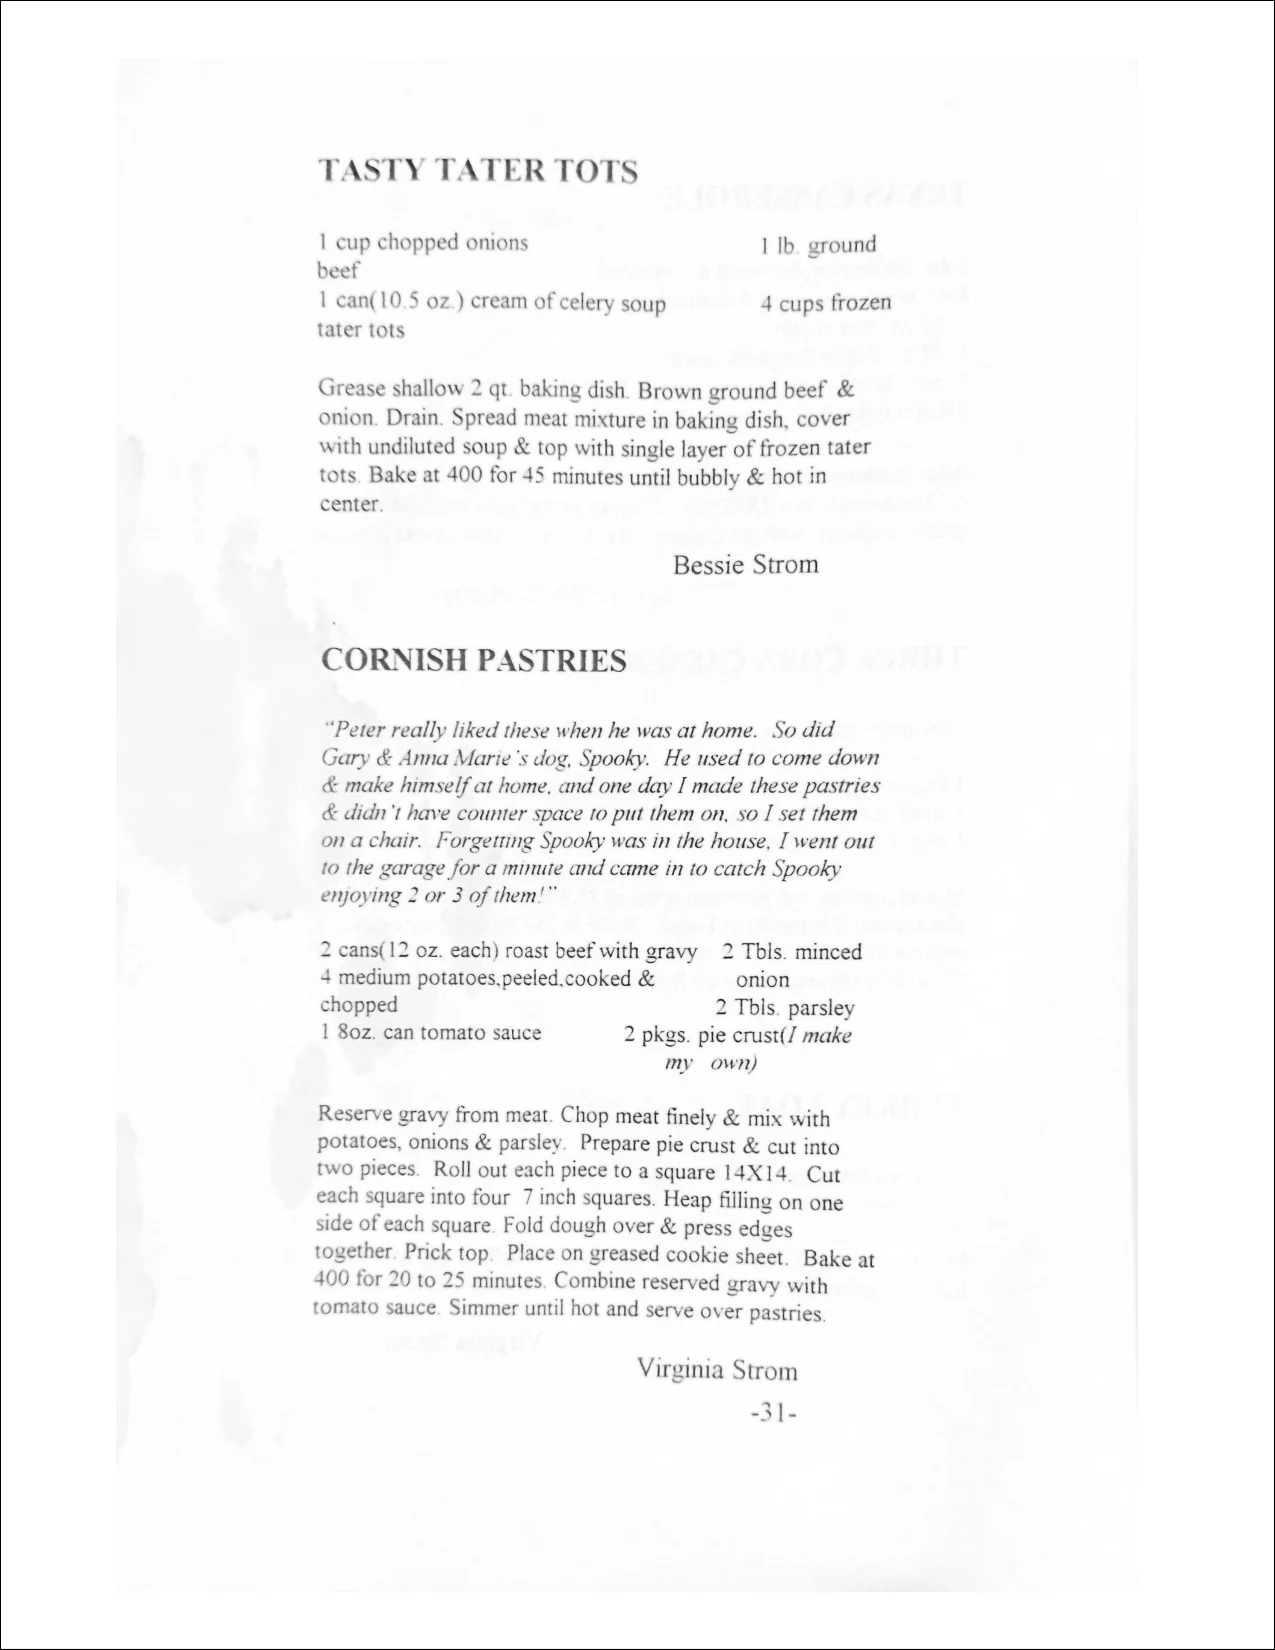 TASTY TATER TOTS
1 cup chopped onions 1 lb. ground
beef
1 can(10.5 oz.) cream of celery soup 4 cups frozen
tater tots
Grease shallow 2 qt. baking dish. Brown ground beef &
onion. Drain. Spread meat mixture in baking dish, cover
with undiluted soup & top with single layer of frozen tater
tots. Bake at 400 for 45 minutes until bubbly & hot in
center.
Bessie Strom
CORNISH PASTRIES
"Peter really liked these when he was at home. So did
Gary & Anna Marie's dog, Spooky. He used to come down
& make himself at home, and one day I made these pastries
& didn't have counter space to put them on, so I set them
on a chair. Forgetting Spooky was in the house, I went out
to the garage for a minute and came in to catch Spooky
enjoying 2 or 3 of them!"
2 cans(12 oz. each) roast beef with gravy 2 Tbls. minced
4 medium potatoes,peeled,cooked & onion
chopped 2 Tbls. parsley
1 8oz. can tomato sauce 2 pkgs. pie crust(I make
my own)
Reserve gravy from meat. Chop meat finely & mix with
potatoes, onions & parsley. Prepare pie crust & cut into
two pieces. Roll out each piece to a square 14X14. Cut
each square into four 7 inch squares. Heap filling on one
side of each square. Fold dough over & press edges
together. Prick top. Place on greased cookie sheet. Bake at
400 for 20 to 25 minutes. Combine reserved gravy with
tomato sauce. Simmer until hot and serve over pastries.
Virginia Strom
-31-